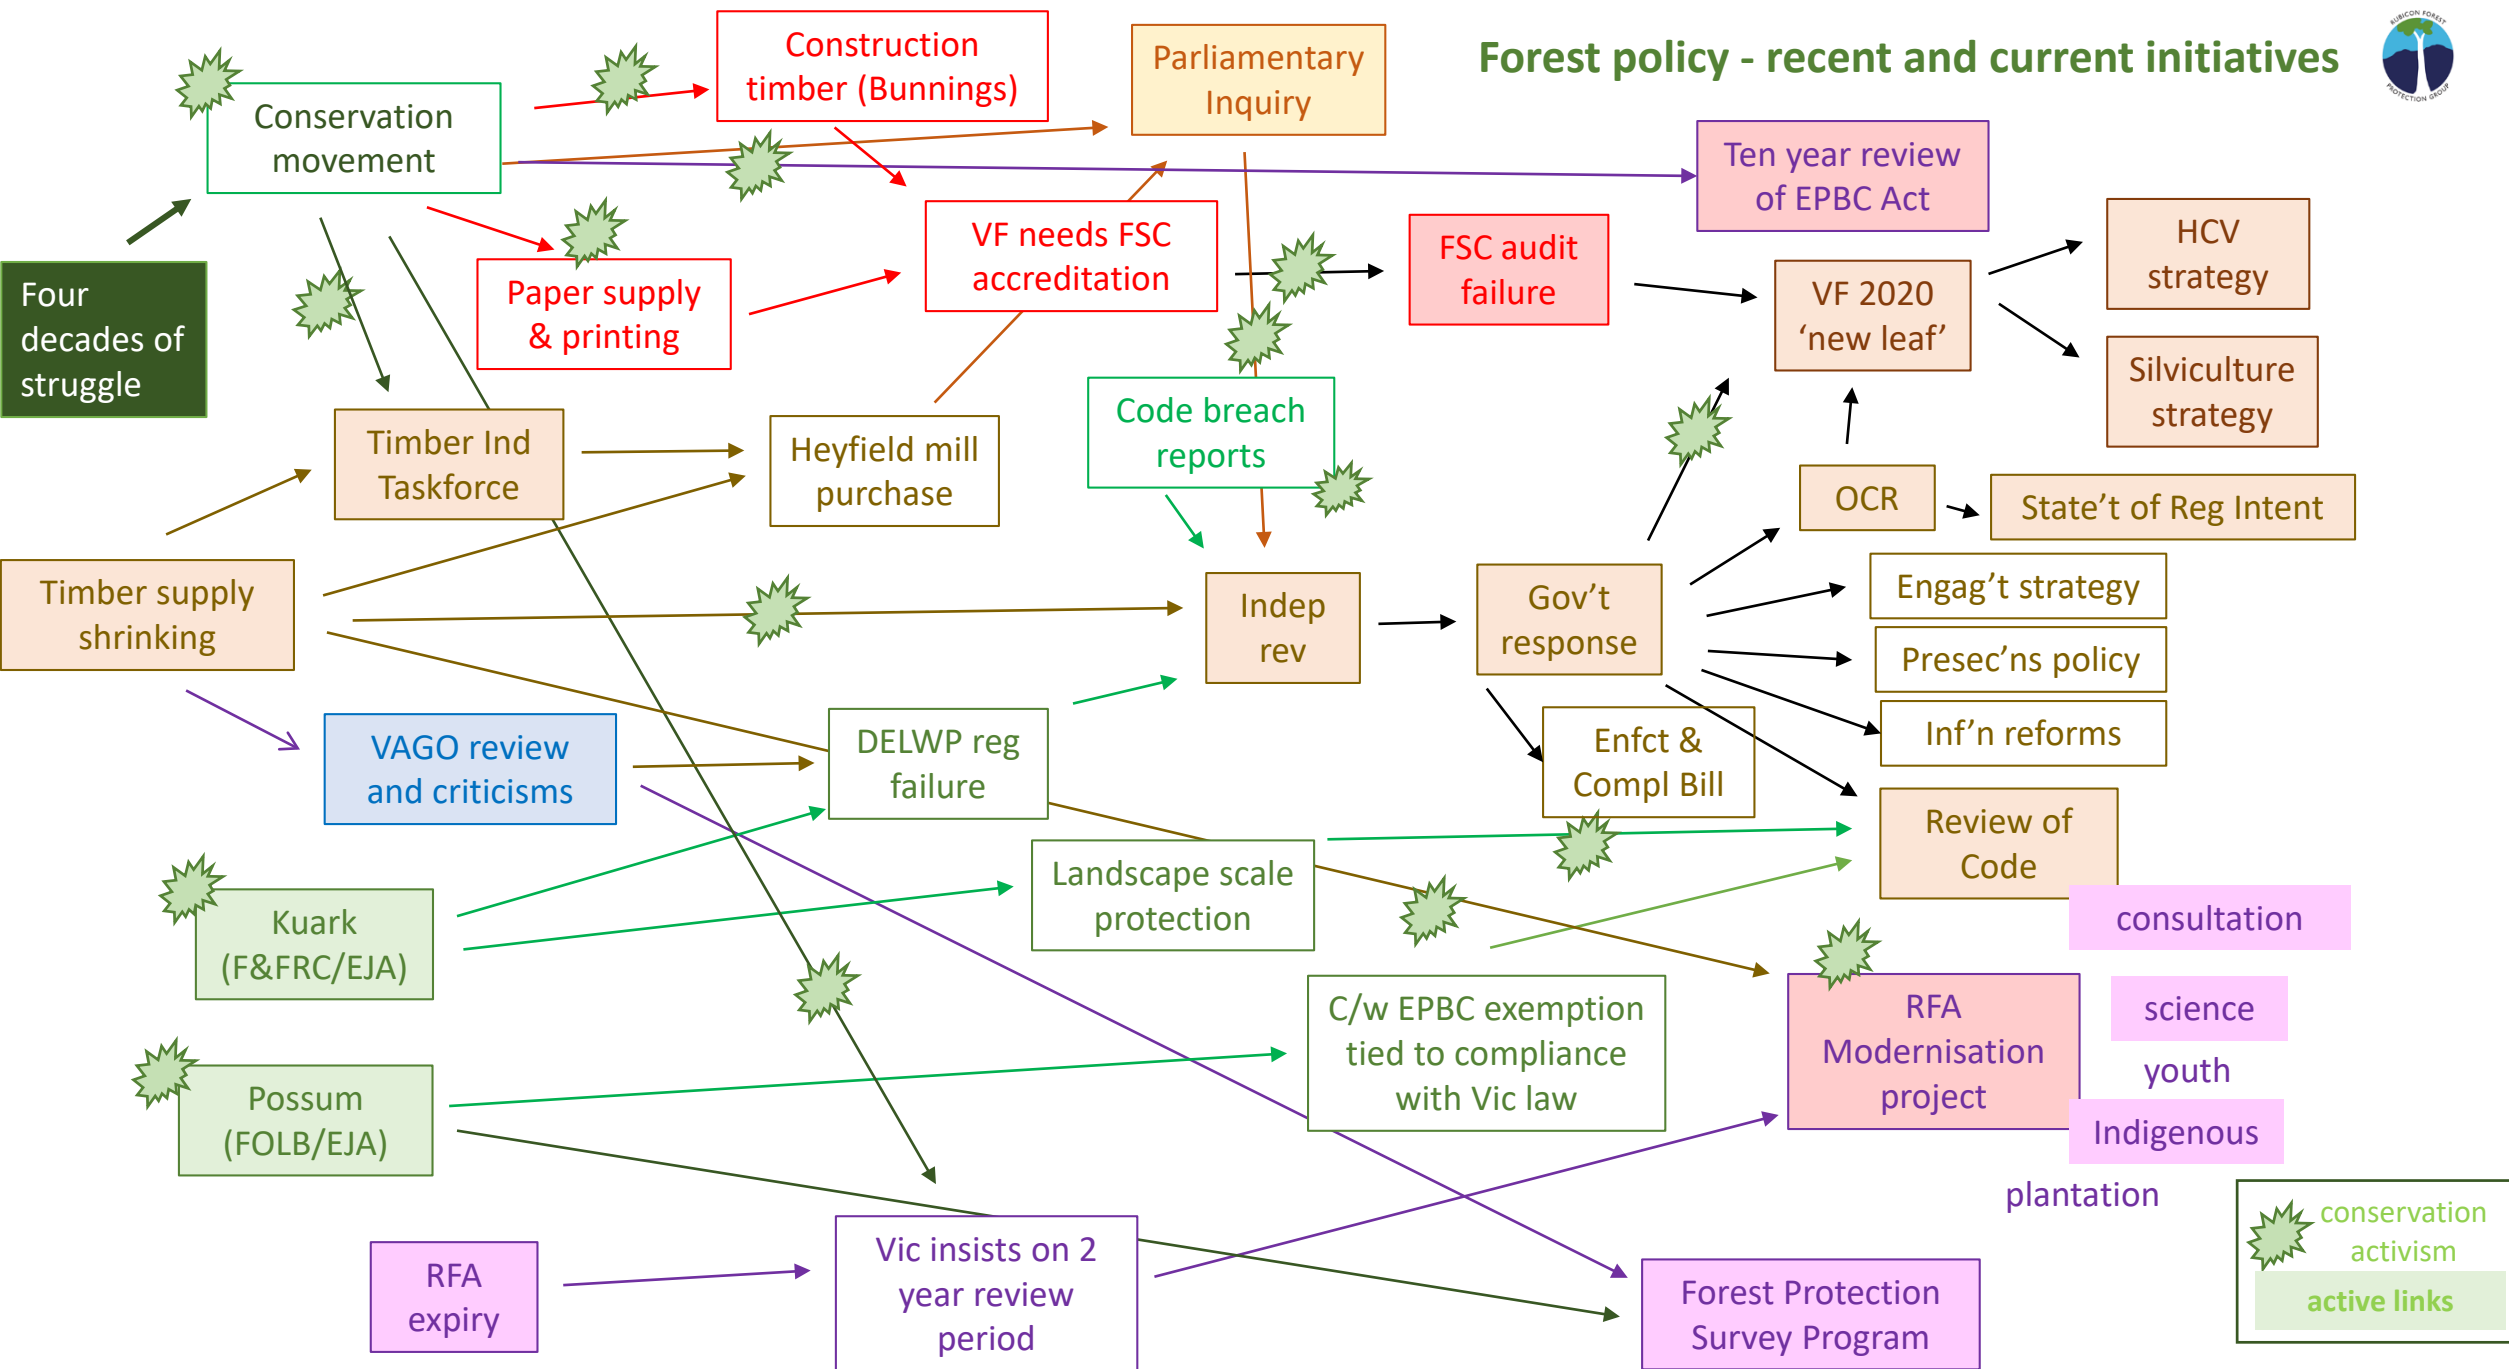 Forest policy - recent and current initiatives
RUBICON FOREST
PROTECTION GROUP
Construction
timber (Bunnings)
Parliamentary
Inquiry
Conservation
movement
Ten year review
of EPBC Act
VF needs FSC
accreditation
FSC audit
failure
HCV
strategy
Four
decades of
struggle
Paper supply
& printing
VF 2020
‘new leaf’
Silviculture
strategy
Timber Ind
Taskforce
Heyfield mill
purchase
Code breach
reports
OCR
State’t of Reg Intent
Timber supply
shrinking
Indep
rev
Gov’t
response
Engag’t strategy
Presec’ns policy
Inf’n reforms
VAGO review
and criticisms
DELWP reg
failure
Enfct &
Compl Bill
Review of
Code
Landscape scale
protection
Kuark
(F&FRC/EJA)
consultation
C/w EPBC exemption
tied to compliance
with Vic law
RFA
Modernisation
project
science
youth
Indigenous
plantation
Possum
(FOLB/EJA)
RFA
expiry
Vic insists on 2
year review
period
Forest Protection
Survey Program
conservation
activism
active links